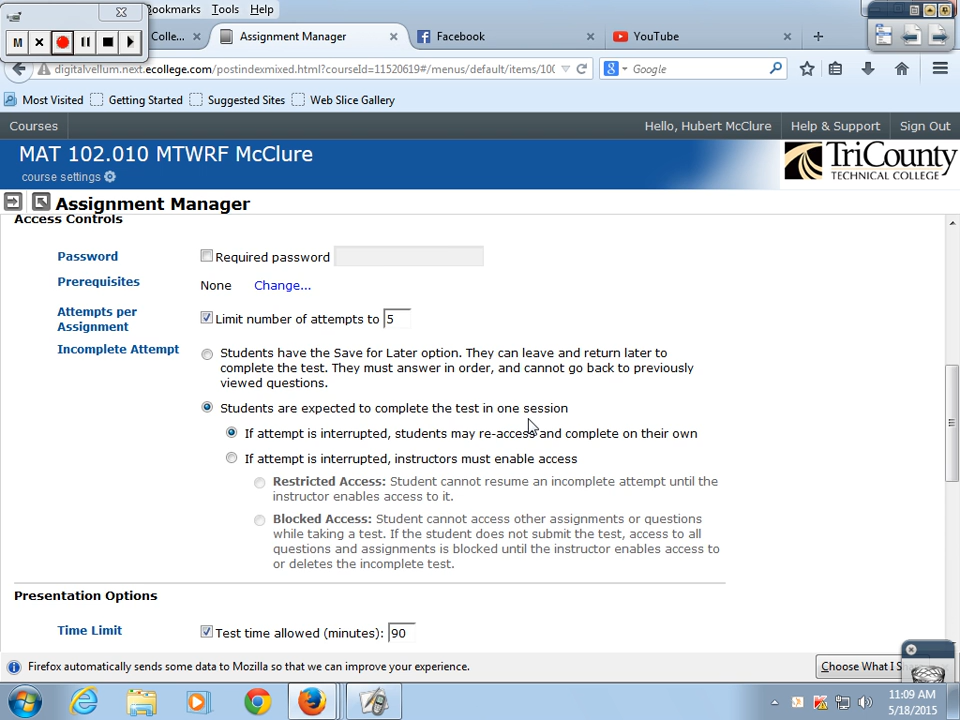 Bookmarks Tools Help
M
Colle...
Assignment Manager
Facebook
YouTube
digitalvellum.next.ecollege.com/postindexmixed.html?courseId=11520619#/menus/default/items/100
Google
Most Visited Getting Started Suggested Sites Web Slice Gallery
Courses
Hello, Hubert McClure Help & Support Sign Out
MAT 102.010 MTWRF McClure
course settings
TriCounty
TECHNICAL COLLEGE
Assignment Manager
Access Controls
Password Required password
Prerequisites None Change...
Attempts per
Assignment
Limit number of attempts to 5
Incomplete Attempt
Students have the Save for Later option. They can leave and return later to
complete the test. They must answer in order, and cannot go back to previously
viewed questions.
Students are expected to complete the test in one session
If attempt is interrupted, students may re-access and complete on their own
If attempt is interrupted, instructors must enable access
Restricted Access: Student cannot resume an incomplete attempt until the
instructor enables access to it.
Blocked Access: Student cannot access other assignments or questions
while taking a test. If the student does not submit the test, access to all
questions and assignments is blocked until the instructor enables access to
or deletes the incomplete test.
Presentation Options
Time Limit Test time allowed (minutes): 90
Firefox automatically sends some data to Mozilla so that we can improve your experience.
Choose What I
11:09 AM
5/18/2015